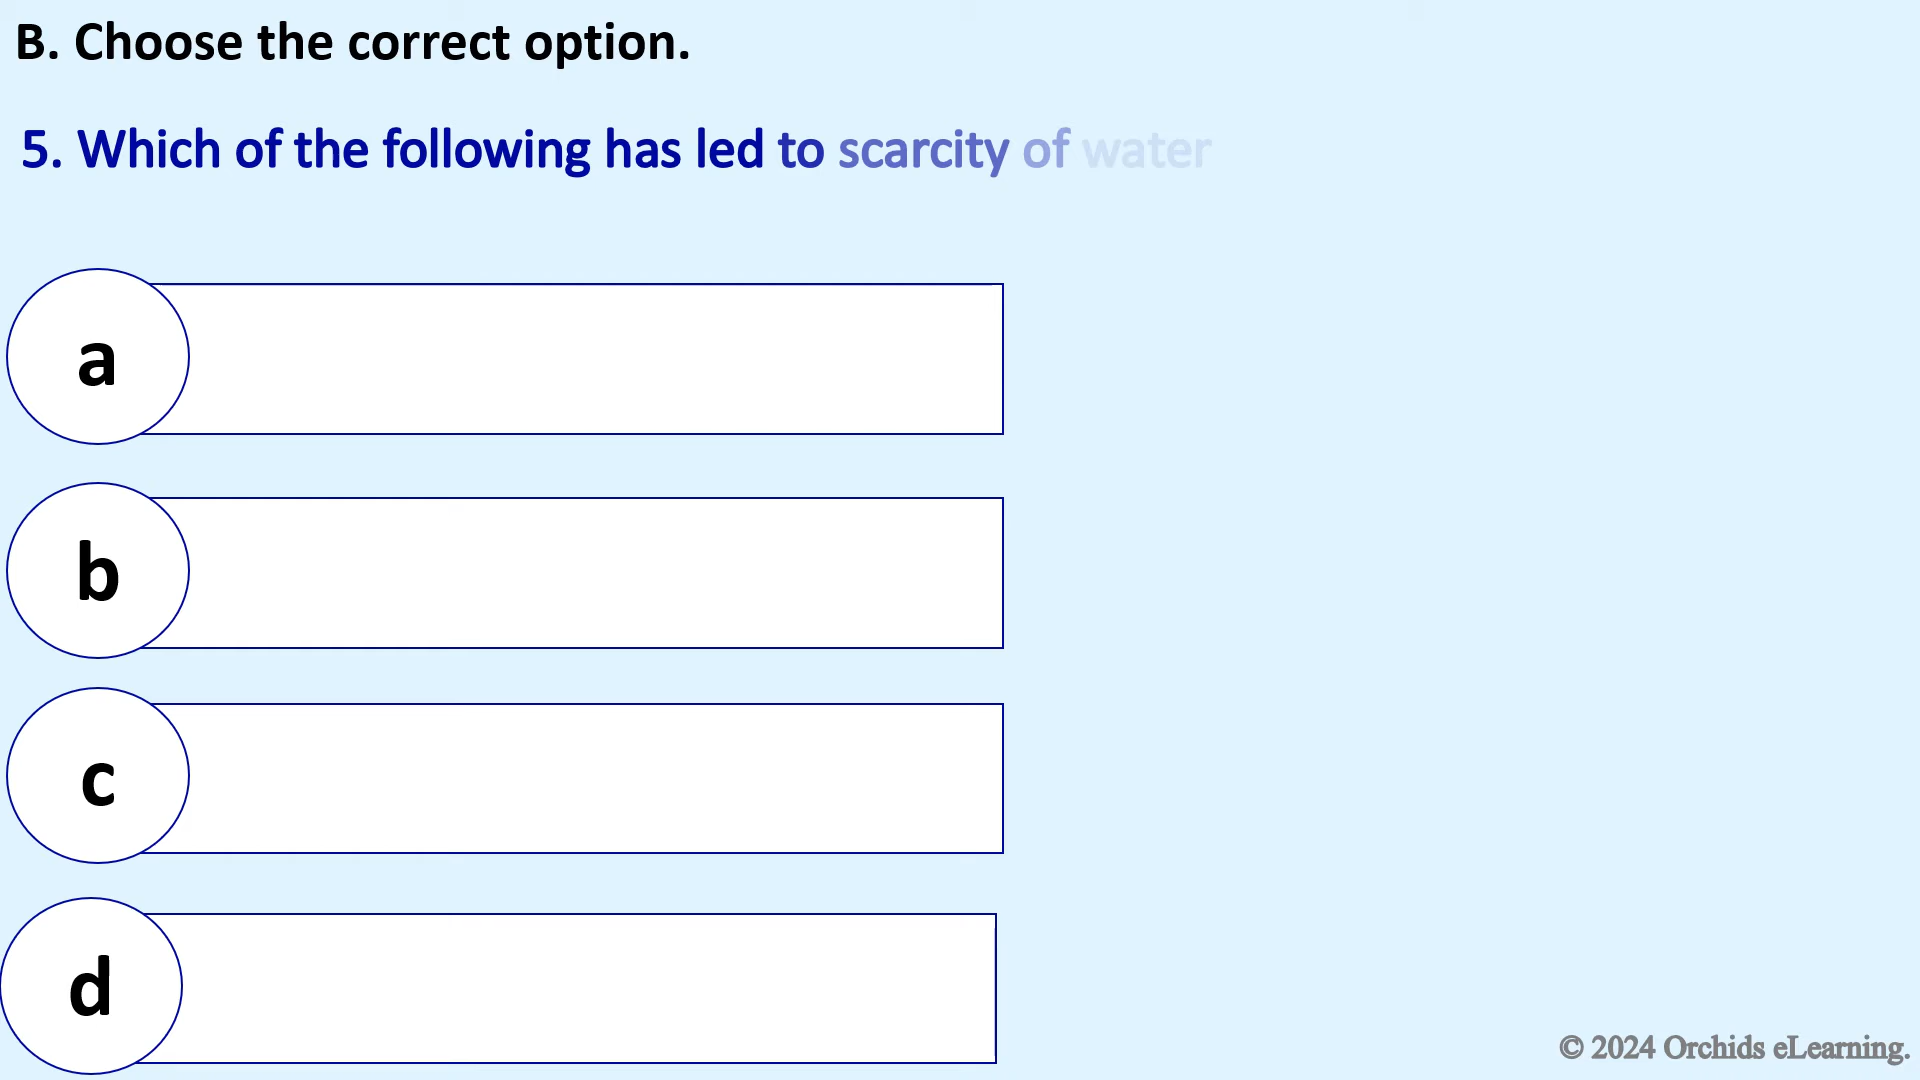 B. Choose the correct option.
5. Which of the following has led to scarcity of water
a
b
c
d
© 2024 Orchids eLearning.